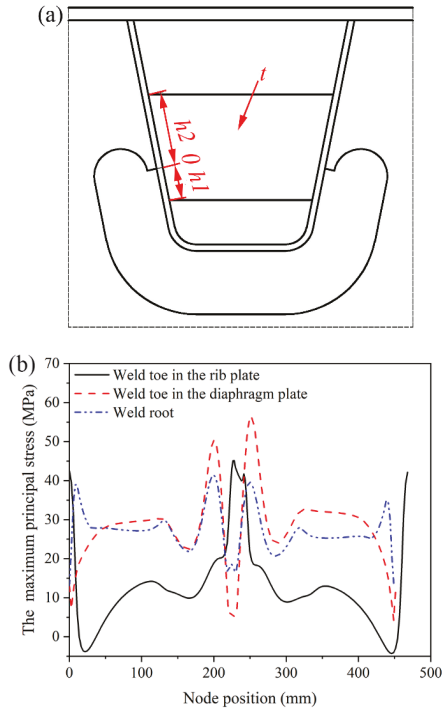 (a)
t
h2 0 h1
(b)
70
60
50
40
30
20
10
0
The maximum principal stress (MPa)
Weld toe in the rib plate
Weld toe in the diaphragm plate
Weld root
0 100 200 300 400 500
Node position (mm)